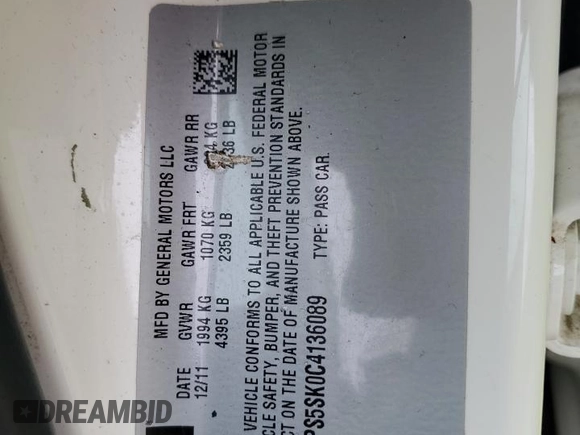 MFD BY GENERAL MOTORS LLC
DATE GVWR GAWR FRT GAWR RR
12/11 1994 KG 1070 KG KG
4395 LB 2359 LB LB
VEHICLE CONFORMS TO ALL APPLICABLE U.S. FEDERAL MOTOR
CLE SAFETY, BUMPER, AND THEFT PREVENTION STANDARDS IN
CT ON THE DATE OF MANUFACTURE SHOWN ABOVE.
PS5SK0C4136089 TYPE: PASS CAR.
DREAMBID